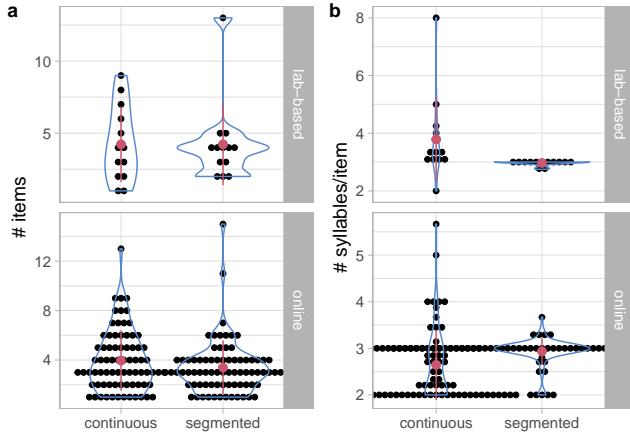 a
# items
10
5
lab−based
12
8
4
online
continuous
segmented
b
# syllables/item
8
6
4
2
lab−based
6
5
4
3
2
online
continuous
segmented